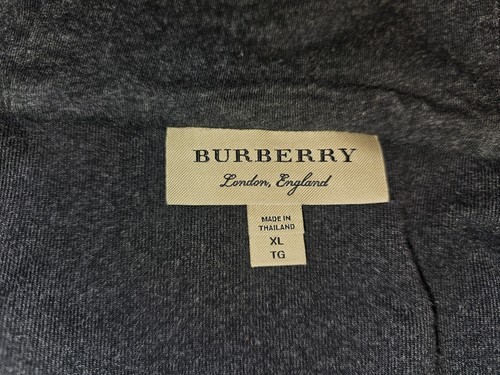 BURBERRY
London, England
MADE IN
THAILAND
XL
TG